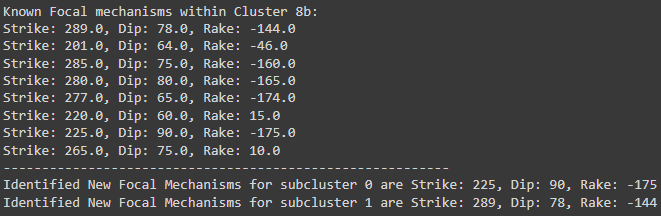 Known Focal mechanisms within Cluster 8b:
Strike: 289.0, Dip: 78.0, Rake: -144.0
Strike: 201.0, Dip: 64.0, Rake: -46.0
Strike: 285.0, Dip: 75.0, Rake: -160.0
Strike: 280.0, Dip: 80.0, Rake: -165.0
Strike: 277.0, Dip: 65.0, Rake: -174.0
Strike: 220.0, Dip: 60.0, Rake: 15.0
Strike: 225.0, Dip: 90.0, Rake: -175.0
Strike: 265.0, Dip: 75.0, Rake: 10.0
---------------------------------------------------------
Identified New Focal Mechanisms for subcluster 0 are Strike: 225, Dip: 90, Rake: -175
Identified New Focal Mechanisms for subcluster 1 are Strike: 289, Dip: 78, Rake: -144